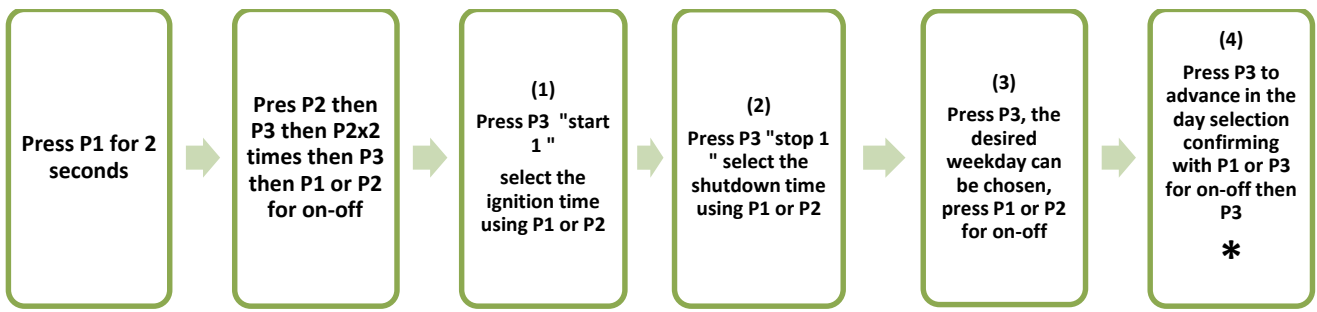 Press P1 for 2
seconds
Pres P2 then
P3 then P2x2
times then P3
then P1 or P2
for on-off
(1)
Press P3 "start
1 "
select the
ignition time
using P1 or P2
(2)
Press P3 "stop 1
" select the
shutdown time
using P1 or P2
(3)
Press P3, the
desired
weekday can
be chosen,
press P1 or P2
for on-off
(4)
Press P3 to
advance in the
day selection
confirming
with P1 or P3
for on-off then
P3
*